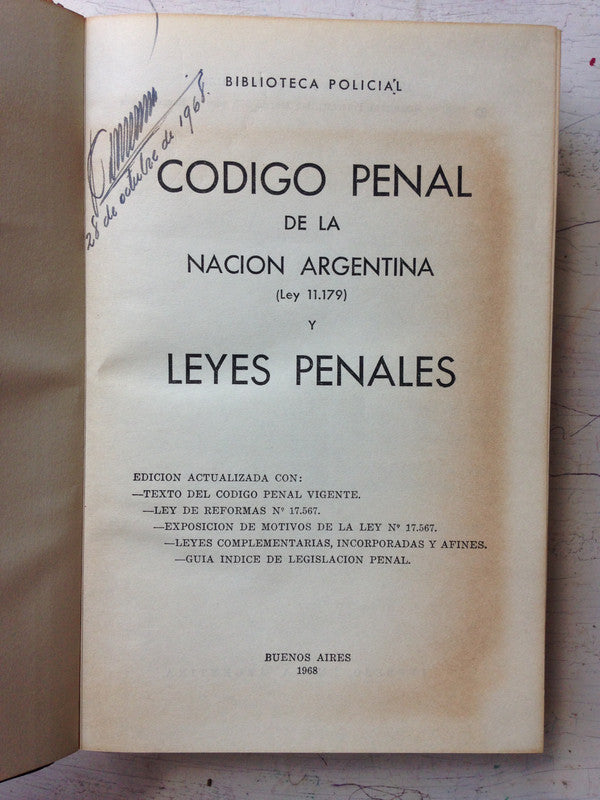 BIBLIOTECA POLICIAL
28 de octubre de 1968.
CODIGO PENAL
DE LA
NACION ARGENTINA
(Ley 11.179)
Y
LEYES PENALES
EDICION ACTUALIZADA CON:
—TEXTO DEL CODIGO PENAL VIGENTE.
—LEY DE REFORMAS Nº 17.567.
—EXPOSICION DE MOTIVOS DE LA LEY Nº 17.567.
—LEYES COMPLEMENTARIAS, INCORPORADAS Y AFINES.
—GUIA INDICE DE LEGISLACION PENAL.
BUENOS AIRES
1968